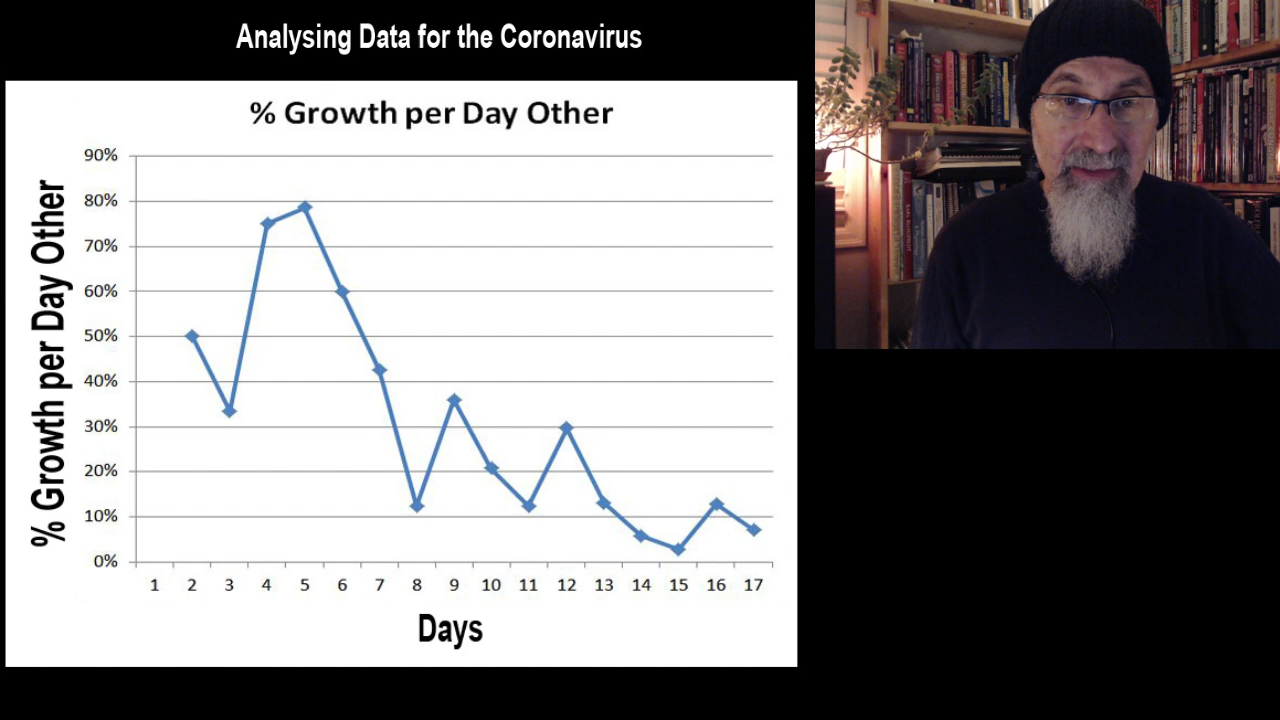 Analysing Data for the Coronavirus
% Growth per Day Other
% Growth per Day Other
90%
80%
70%
60%
50%
40%
30%
20%
10%
0%
1 2 3 4 5 6 7 8 9 10 11 12 13 14 15 16 17
Days